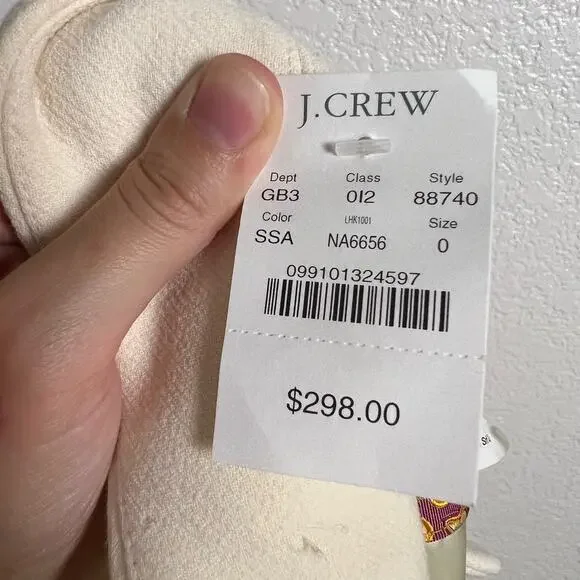 J.CREW
Dept Class Style
GB3 012 88740
Color LHK1001 Size
SSA NA6656 0
099101324597
$298.00